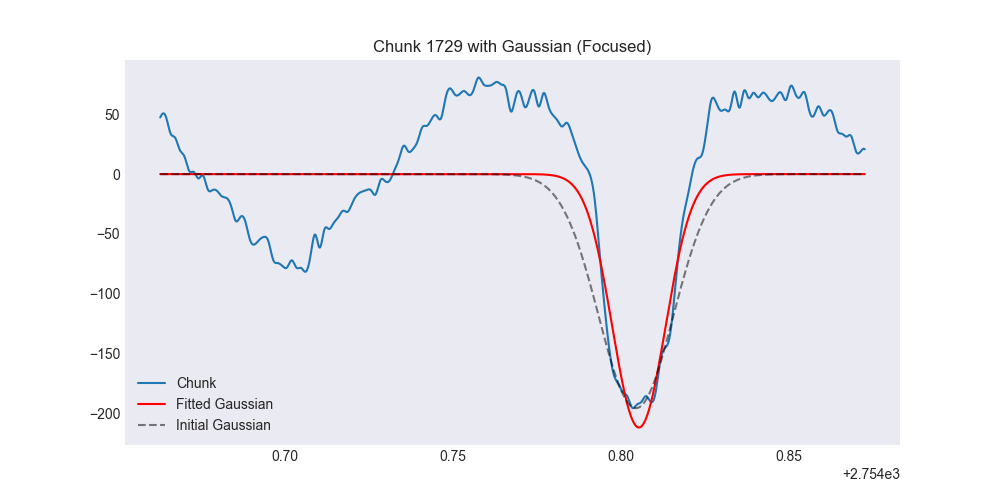 Chunk 1729 with Gaussian (Focused)
50
0
−50
−100
−150
−200
Chunk
Fitted Gaussian
Initial Gaussian
0.70 0.75 0.80 0.85
+2.754e3